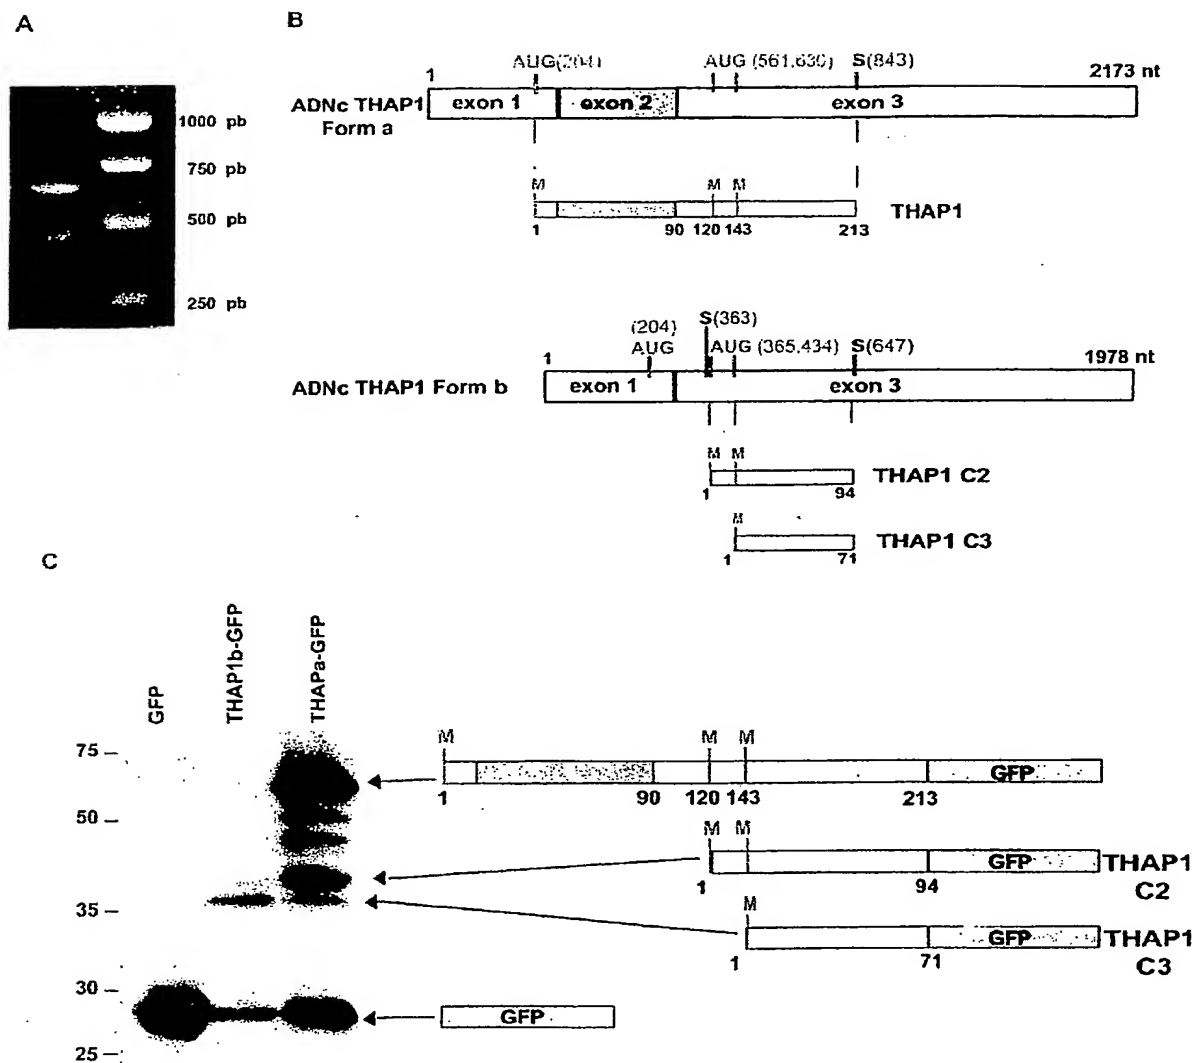 A
1000 pb
750 pb
500 pb
250 pb
B
1
AUG(204)
AUG (561,630)
S(843)
2173 nt
ADNc THAP1
Form a
exon 1
exon 2
exon 3
M
M M
THAP1
1
90 120 143
213
(204)
AUG
S(363)
AUG (365,434)
S(647)
1
1978 nt
ADNc THAP1 Form b
exon 1
exon 3
M M
THAP1 C2
1
94
M
THAP1 C3
1
71
C
GFP
THAP1b-GFP
THAPa-GFP
75
50
35
30
25
M
M M
GFP
1
90 120 143
213
M M
GFP
THAP1
C2
1
94
M
GFP
THAP1
C3
1
71
GFP